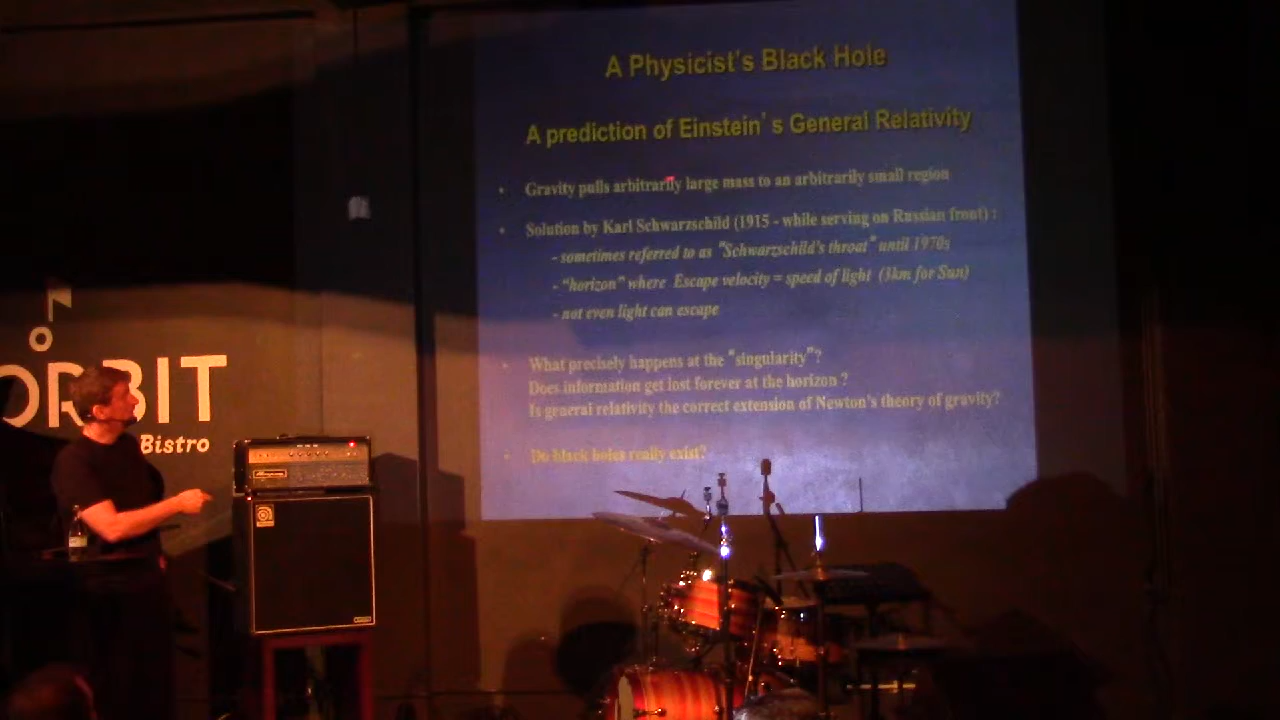 A Physicist's Black Hole
A prediction of Einstein's General Relativity
• Gravity pulls arbitrarily large mass to an arbitrarily small region
• Solution by Karl Schwarzschild (1915 - while serving on Russian front) :
- sometimes referred to as "Schwarzschild's throat" until 1970s
- "horizon" where Escape velocity = speed of light (3km for Sun)
- not even light can escape
• What precisely happens at the "singularity"?
Does information get lost forever at the horizon ?
Is general relativity the correct extension of Newton's theory of gravity?
• Do black holes really exist?
ORBIT
Bistro
Ampeg